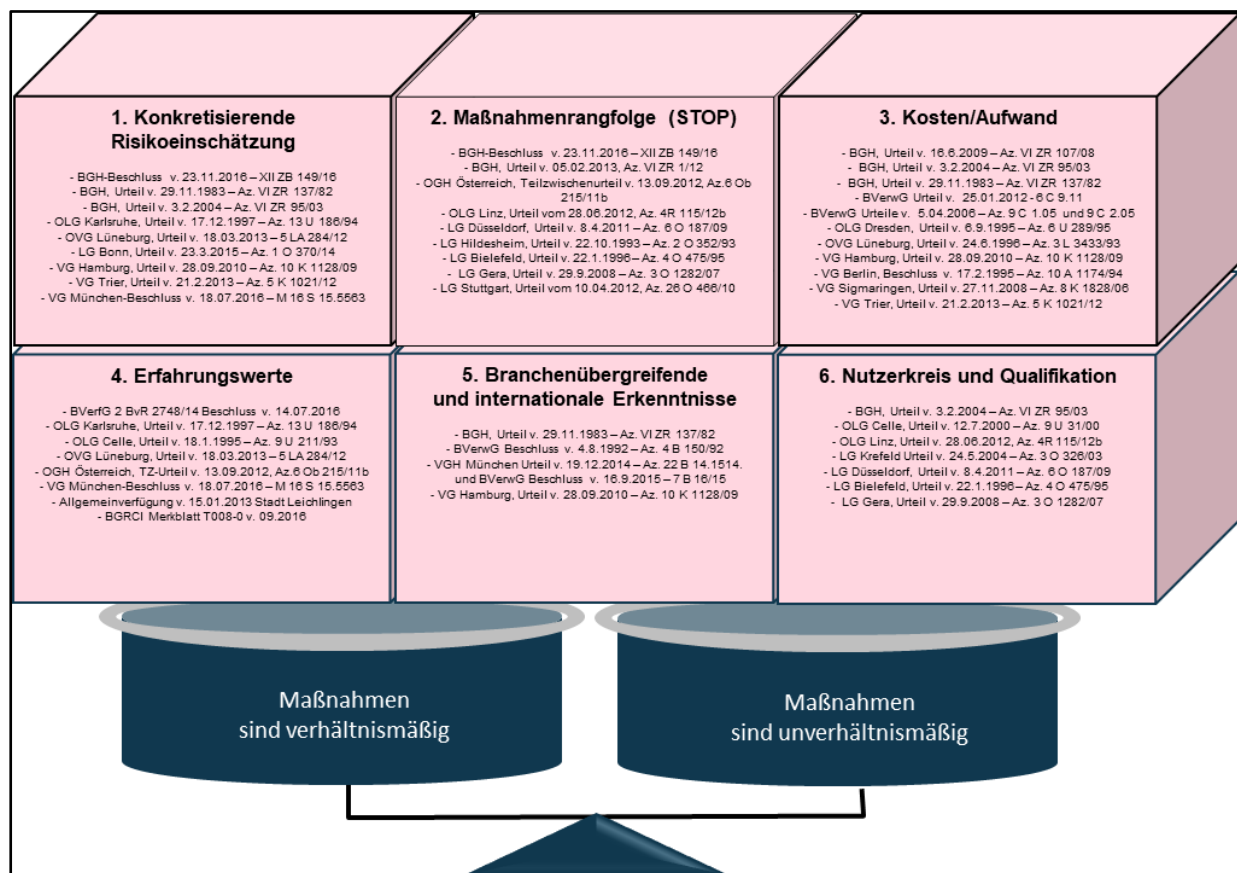 1. Konkretisierende
Risikoeinschätzung
- BGH-Beschluss v. 23.11.2016 – XII ZB 149/16
- BGH, Urteil v. 29.11.1983 – Az. VI ZR 137/82
- BGH, Urteil v. 3.2.2004 – Az. VI ZR 95/03
- OLG Karlsruhe, Urteil v. 17.12.1997 – Az. 13 U 186/94
- OVG Lüneburg, Urteil v. 18.03.2013 – 5 LA 284/12
- LG Bonn, Urteil v. 23.3.2015 – Az. 1 O 370/14
- VG Hamburg, Urteil v. 28.09.2010 – Az. 10 K 1128/09
- VG Trier, Urteil v. 21.2.2013 – Az. 5 K 1021/12
- VG München-Beschluss v. 18.07.2016 – M 16 S 15.5563
2. Maßnahmenrangfolge (STOP)
- BGH-Beschluss v. 23.11.2016 – XII ZB 149/16
- BGH, Urteil v. 05.02.2013, Az. VI ZR 1/12
- OGH Österreich, Teilzwischenurteil v. 13.09.2012, Az.6 Ob
215/11b
- OLG Linz, Urteil vom 28.06.2012, Az. 4R 115/12b
- LG Düsseldorf, Urteil v. 8.4.2011 – Az. 6 O 187/09
- LG Hildesheim, Urteil v. 22.10.1993 – Az. 2 O 352/93
- LG Bielefeld, Urteil v. 22.1.1996 – Az. 4 O 475/95
- LG Gera, Urteil v. 29.9.2008 – Az. 3 O 1282/07
- LG Stuttgart, Urteil vom 10.04.2012, Az. 26 O 466/10
3. Kosten/Aufwand
- BGH, Urteil v. 16.6.2009 – Az. VI ZR 107/08
- BGH, Urteil v. 3.2.2004 – Az. VI ZR 95/03
- BGH, Urteil v. 29.11.1983 – Az. VI ZR 137/82
- BVerwG Urteil v. 25.01.2012 - 6 C 9.11
- BVerwG Urteile v. 5.04.2006 – Az. 9 C 1.05 und 9 C 2.05
- OLG Dresden, Urteil v. 6.9.1995 – Az. 6 U 289/95
- OVG Lüneburg, Urteil v. 24.6.1996 – Az. 3 L 3433/93
- VG Hamburg, Urteil v. 28.09.2010 – Az. 10 K 1128/09
- VG Berlin, Beschluss v. 17.2.1995 – Az. 10 A 1174/94
- VG Sigmaringen, Urteil v. 27.11.2008 – Az. 8 K 1828/06
- VG Trier, Urteil v. 21.2.2013 – Az. 5 K 1021/12
4. Erfahrungswerte
- BVerfG 2 BvR 2748/14 Beschluss v. 14.07.2016
- OLG Karlsruhe, Urteil v. 17.12.1997 – Az. 13 U 186/94
- OLG Celle, Urteil v. 18.1.1995 – Az. 9 U 211/93
- OVG Lüneburg, Urteil v. 18.03.2013 – 5 LA 284/12
- OGH Österreich, TZ-Urteil v. 13.09.2012, Az.6 Ob 215/11b
- VG München-Beschluss v. 18.07.2016 – M 16 S 15.5563
- Allgemeinverfügung v. 15.01.2013 Stadt Leichlingen
- BGRCI Merkblatt T008-0 v. 09.2016
5. Branchenübergreifende
und internationale Erkenntnisse
- BGH, Urteil v. 29.11.1983 – Az. VI ZR 137/82
- BVerwG Beschluss v. 4.8.1992 – Az. 4 B 150/92
- VGH München Urteil v. 19.12.2014 – Az. 22 B 14.1514.
und BVerwG Beschluss v. 16.9.2015 – 7 B 16/15
- VG Hamburg, Urteil v. 28.09.2010 – Az. 10 K 1128/09
6. Nutzerkreis und Qualifikation
- BGH, Urteil v. 3.2.2004 – Az. VI ZR 95/03
- OLG Celle, Urteil v. 12.7.2000 – Az. 9 U 31/00
- OLG Linz, Urteil v. 28.06.2012, Az. 4R 115/12b
- LG Krefeld Urteil v. 24.5.2004 – Az. 3 O 326/03
- LG Düsseldorf, Urteil v. 8.4.2011 – Az. 6 O 187/09
- LG Bielefeld, Urteil v. 22.1.1996 – Az. 4 O 475/95
- LG Gera, Urteil v. 29.9.2008 – Az. 3 O 1282/07
Maßnahmen
sind verhältnismäßig
Maßnahmen
sind unverhältnismäßig